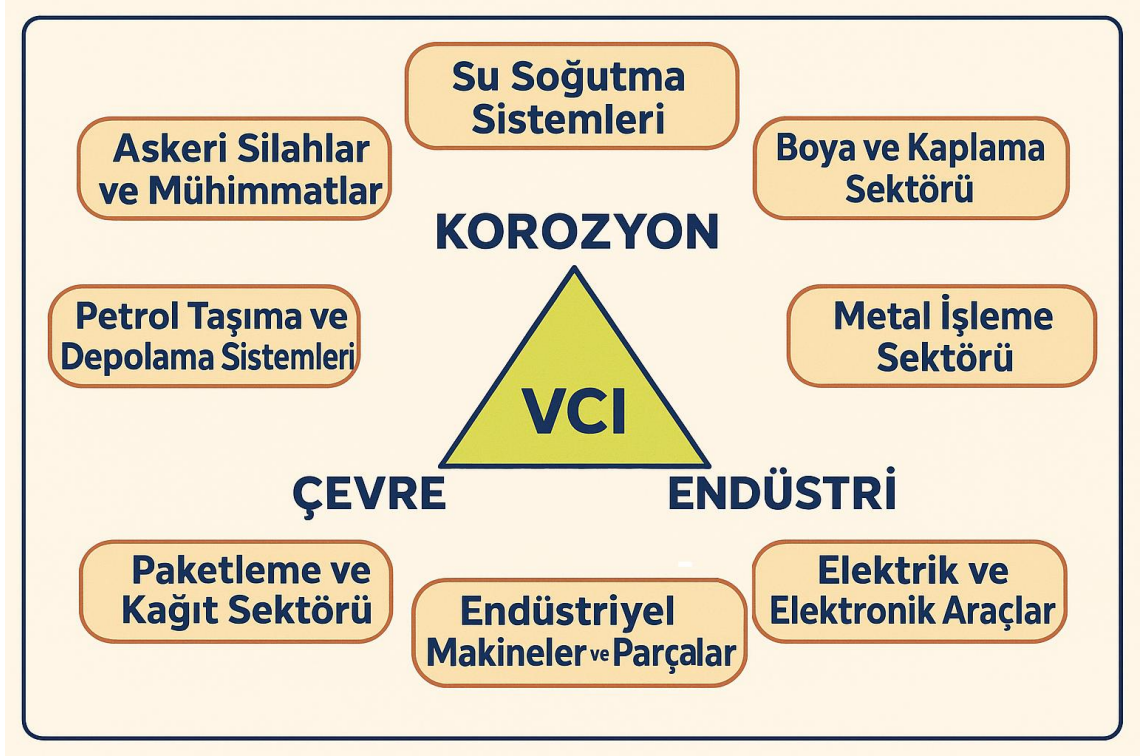 Su Soğutma
Sistemleri
Askeri Silahlar
ve Mühimmatlar
Boya ve Kaplama
Sektörü
KOROZYON
Petrol Taşıma ve
Depolama Sistemleri
Metal İşleme
Sektörü
VCI
ÇEVRE
ENDÜSTRİ
Paketleme ve
Kağıt Sektörü
Endüstriyel
Makineler ve Parçalar
Elektrik ve
Elektronik Araçlar